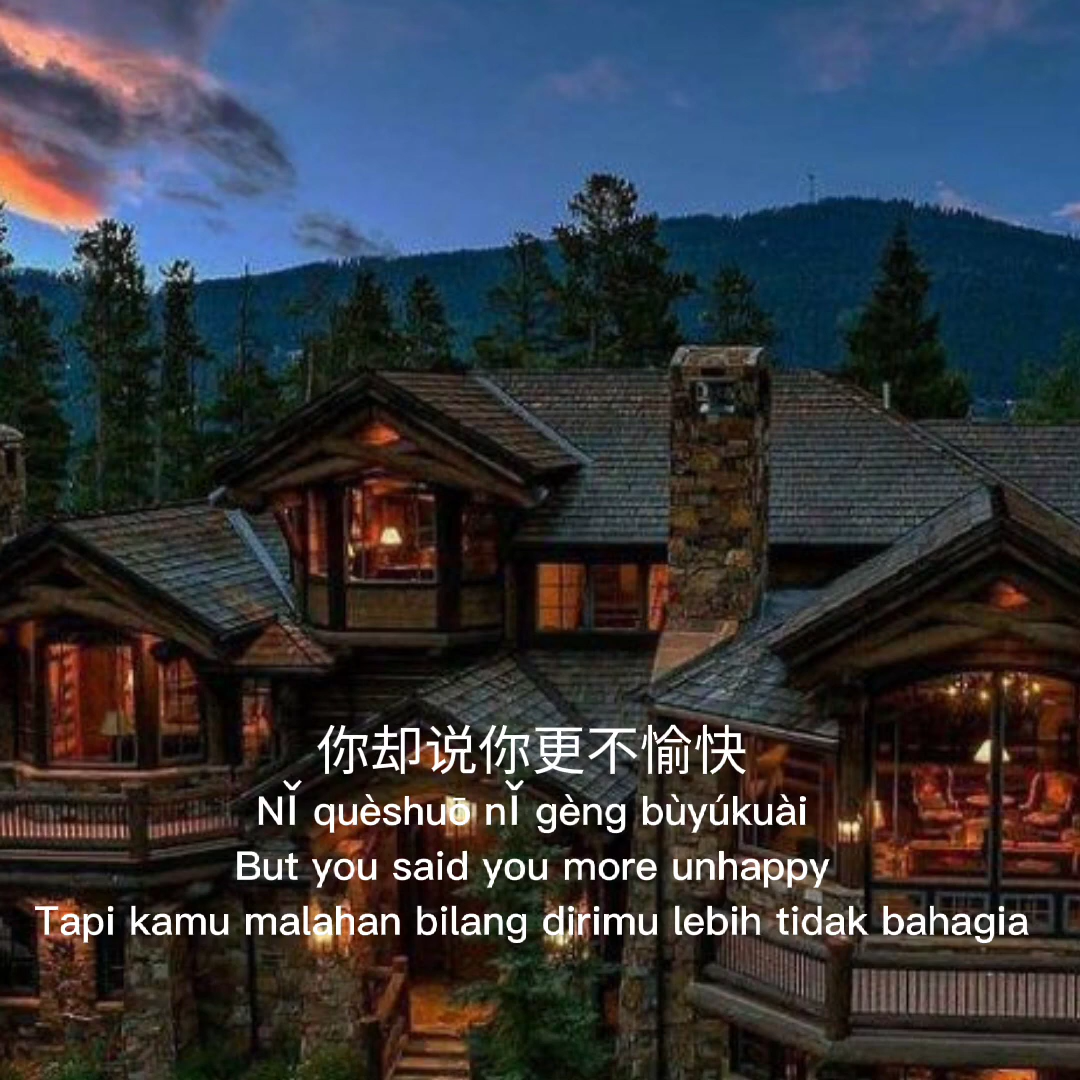 你却说你更不愉快
Nǐ quèshuō nǐ gèng bùyúkuài
But you said you more unhappy
Tapi kamu malahan bilang dirimu lebih tidak bahagia